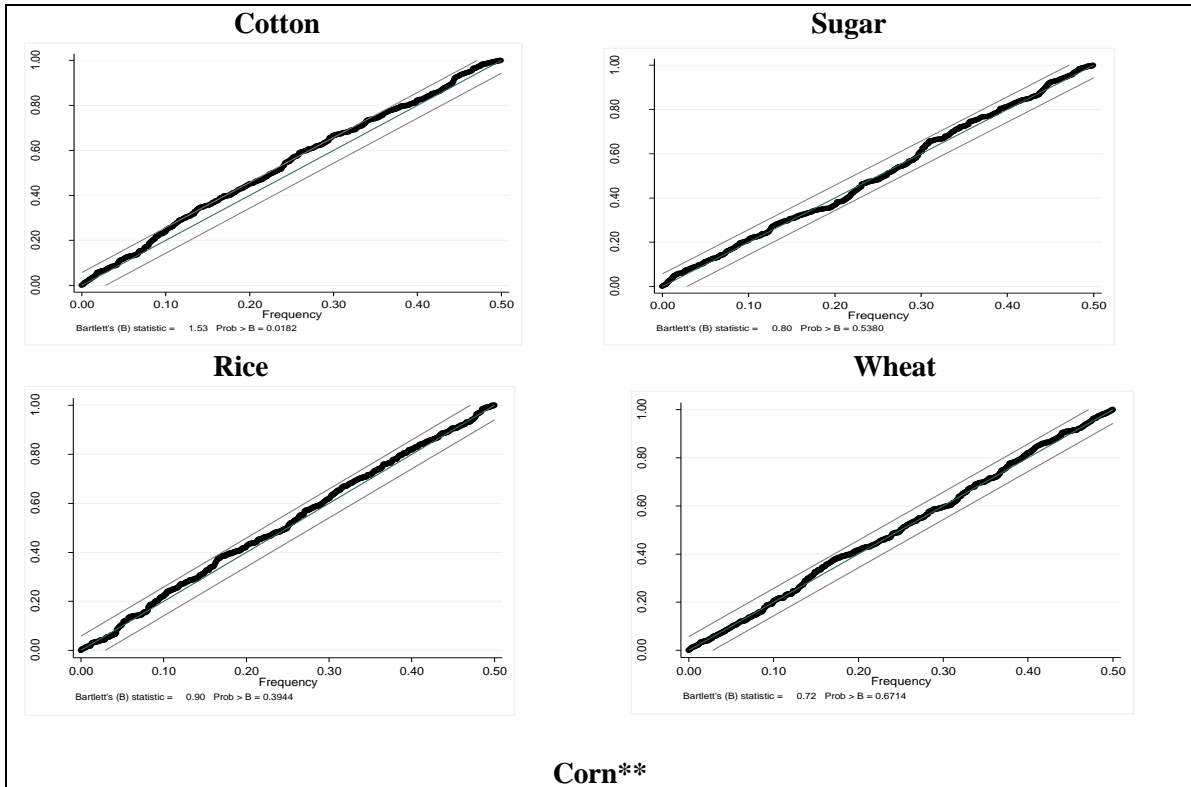 Cotton
Sugar
1.00
0.80
0.60
0.40
0.20
0.00
0.00 0.10 0.20 0.30 0.40 0.50
Frequency
Bartlett's (B) statistic = 1.53 Prob > B = 0.0182
1.00
0.80
0.60
0.40
0.20
0.00
0.00 0.10 0.20 0.30 0.40 0.50
Frequency
Bartlett's (B) statistic = 0.80 Prob > B = 0.5380
Rice
Wheat
1.00
0.80
0.60
0.40
0.20
0.00
0.00 0.10 0.20 0.30 0.40 0.50
Frequency
Bartlett's (B) statistic = 0.90 Prob > B = 0.3944
1.00
0.80
0.60
0.40
0.20
0.00
0.00 0.10 0.20 0.30 0.40 0.50
Frequency
Bartlett's (B) statistic = 0.72 Prob > B = 0.6714
Corn**